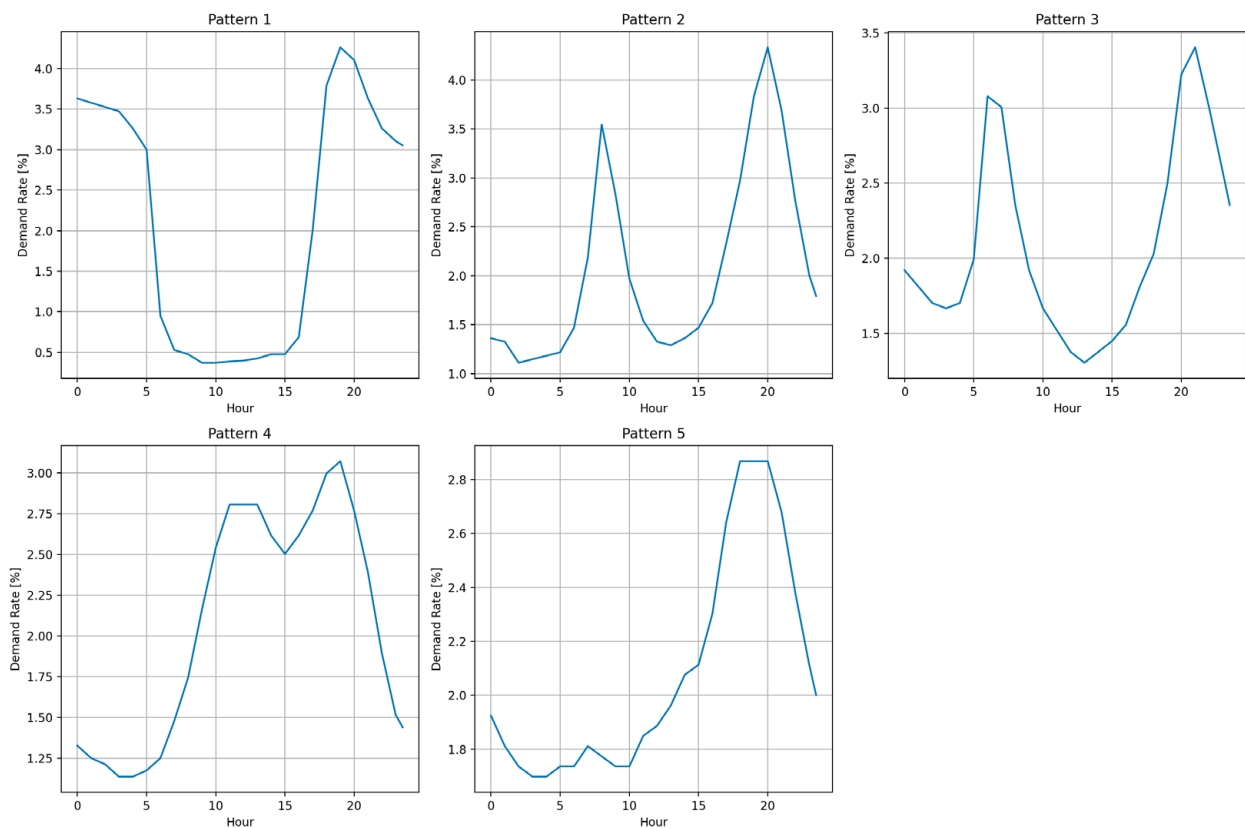 Pattern 1
4.0
3.5
3.0
2.5
2.0
1.5
1.0
0.5
Demand Rate [%]
0 5 10 15 20
Hour
Pattern 2
4.0
3.5
3.0
2.5
2.0
1.5
1.0
Demand Rate [%]
0 5 10 15 20
Hour
Pattern 3
3.5
3.0
2.5
2.0
1.5
Demand Rate [%]
0 5 10 15 20
Hour
Pattern 4
3.00
2.75
2.50
2.25
2.00
1.75
1.50
1.25
Demand Rate [%]
0 5 10 15 20
Hour
Pattern 5
2.8
2.6
2.4
2.2
2.0
1.8
Demand Rate [%]
0 5 10 15 20
Hour